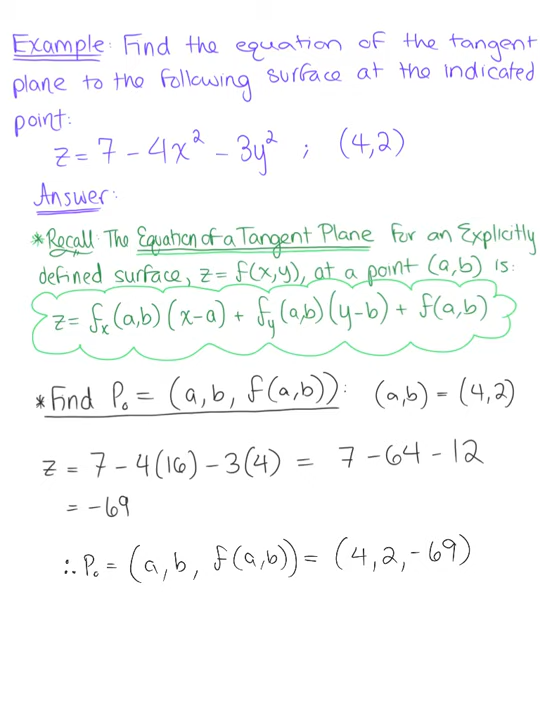 Example: Find the equation of the tangent
plane to the following surface at the indicated
point:
z = 7 - 4x² - 3y² ; (4,2)
Answer:
*Recall: The Equation of a Tangent Plane for an Explicitly
defined surface, z = f(x,y), at a point (a,b) is:
z = fₓ(a,b)(x-a) + fᵧ(a,b)(y-b) + f(a,b)
*Find P₀ = (a, b, f(a,b)): (a,b) = (4,2)
z = 7 - 4(16) - 3(4) = 7 - 64 - 12
= -69
∴ P₀ = (a, b, f(a,b)) = (4, 2, -69)